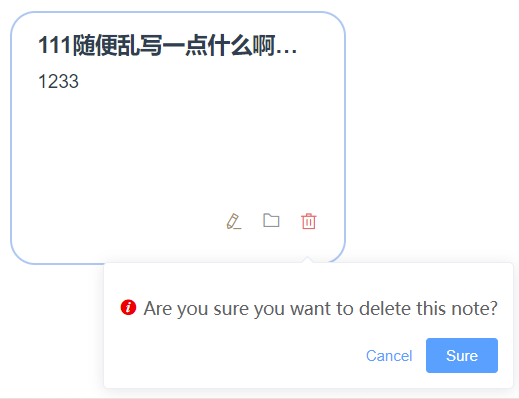 111随便乱写一点什么啊…
1233
Are you sure you want to delete this note?
Cancel Sure